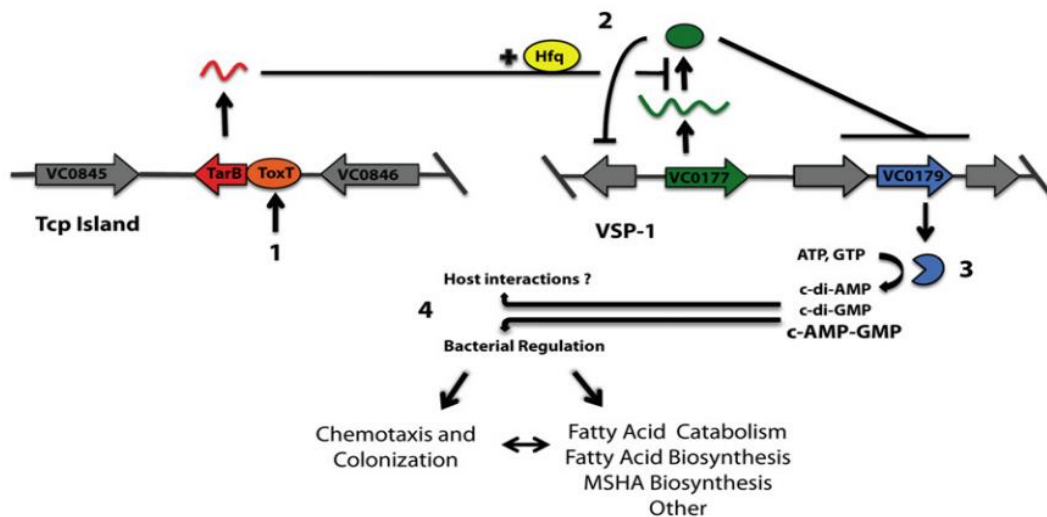 2
+
Hfq
VC0845
TarB
ToxT
VC0846
VC0177
VC0179
Tcp Island
1
VSP-1
ATP, GTP
3
c-di-AMP
c-di-GMP
c-AMP-GMP
Host interactions ?
4
Bacterial Regulation
Chemotaxis and
Colonization
Fatty Acid Catabolism
Fatty Acid Biosynthesis
MSHA Biosynthesis
Other